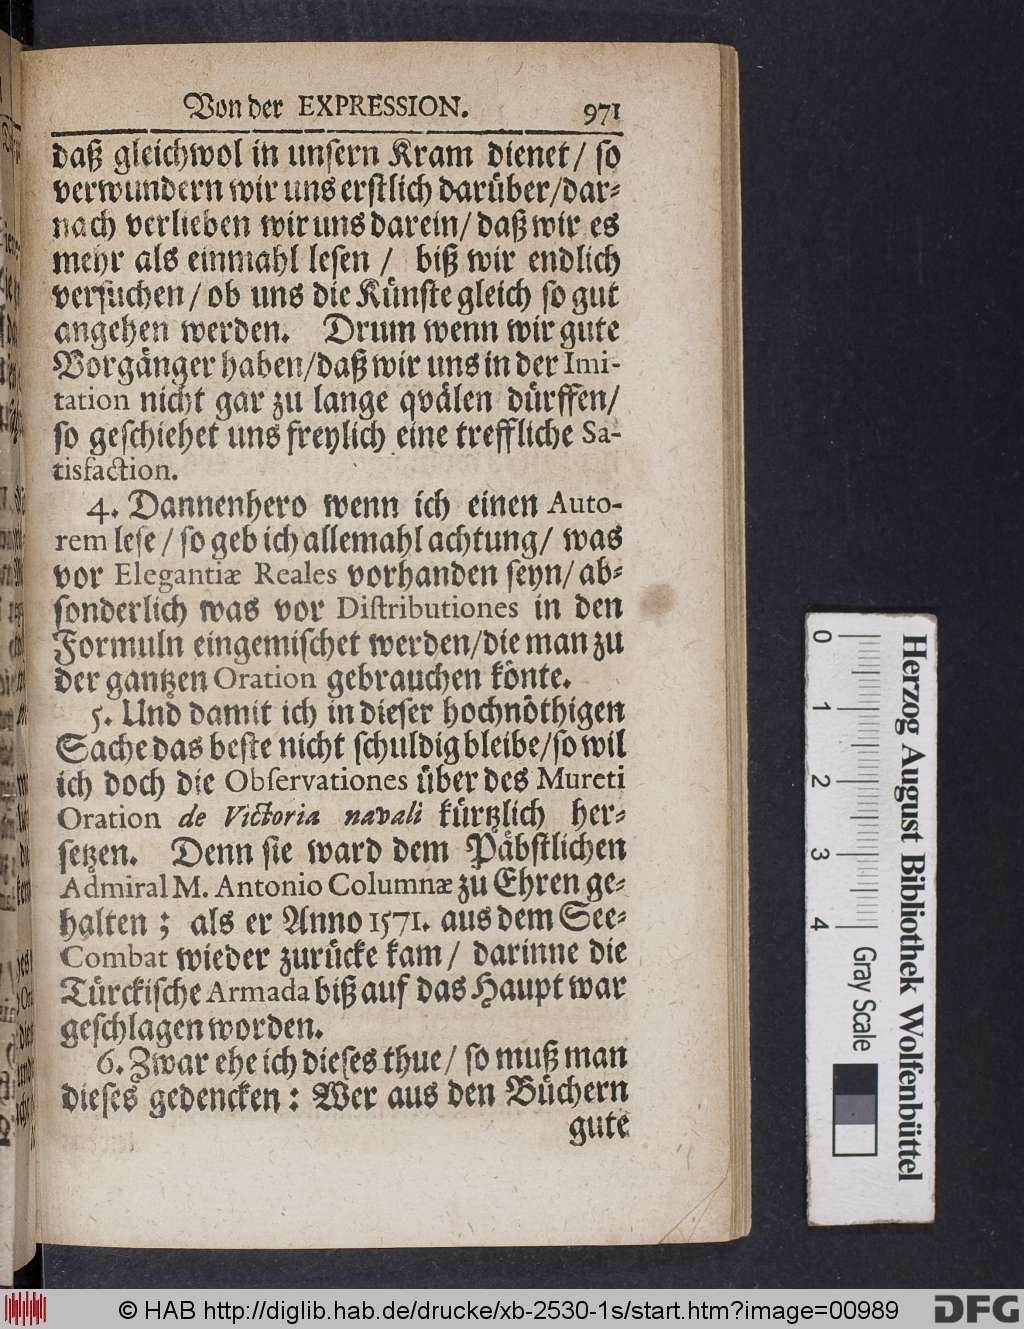 Von der EXPRESSION. 971
daß gleichwol in unsern Kram dienet / so
verwundern wir uns erstlich darüber/dar-
nach verlieben wir uns darein/ daß wir es
mehr als einmahl lesen / biß wir endlich
versuchen / ob uns die Künste gleich so gut
angehen werden. Drum wenn wir gute
Vorgänger haben/daß wir uns in der Imi-
tation nicht gar zu lange qvälen dürffen/
so geschiehet uns freylich eine treffliche Sa-
tisfaction.
4. Dannenhero wenn ich einen Auto-
rem lese / so geb ich allemahl achtung/ was
vor Elegantiæ Reales vorhanden seyn/ ab-
sonderlich was vor Distributiones in den
Formuln eingemischet werden/die man zu
der gantzen Oration gebrauchen könte.
5. Und damit ich in dieser hochnöthigen
Sache das beste nicht schuldig bleibe/so wil
ich doch die Observationes über des Mureti
Oration de Victoria navali kürtzlich her-
setzen. Denn sie ward dem Päbstlichen
Admiral M. Antonio Columnæ zu Ehren ge-
halten ; als er Anno 1571. aus dem See-
Combat wieder zurücke kam / darinne die
Türckische Armada biß auf das Haupt war
geschlagen worden.
6. Zwar ehe ich dieses thue / so muß man
dieses gedencken : Wer aus den Büchern
gute
0 1 2 3 4
Herzog August Bibliothek Wolfenbüttel
Gray Scale
© HAB http://diglib.hab.de/drucke/xb-2530-1s/start.htm?image=00989
DFG